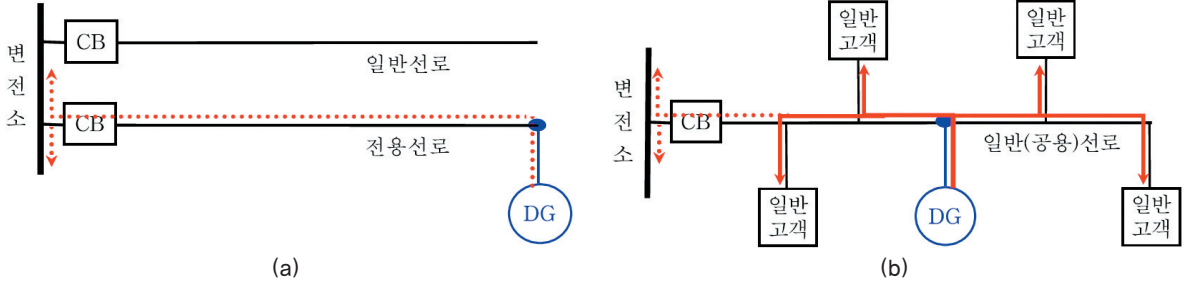 변전소
CB
일반선로
CB
전용선로
DG
(a)
변전소
CB
일반
고객
일반
고객
일반(공용)선로
일반
고객
DG
일반
고객
(b)